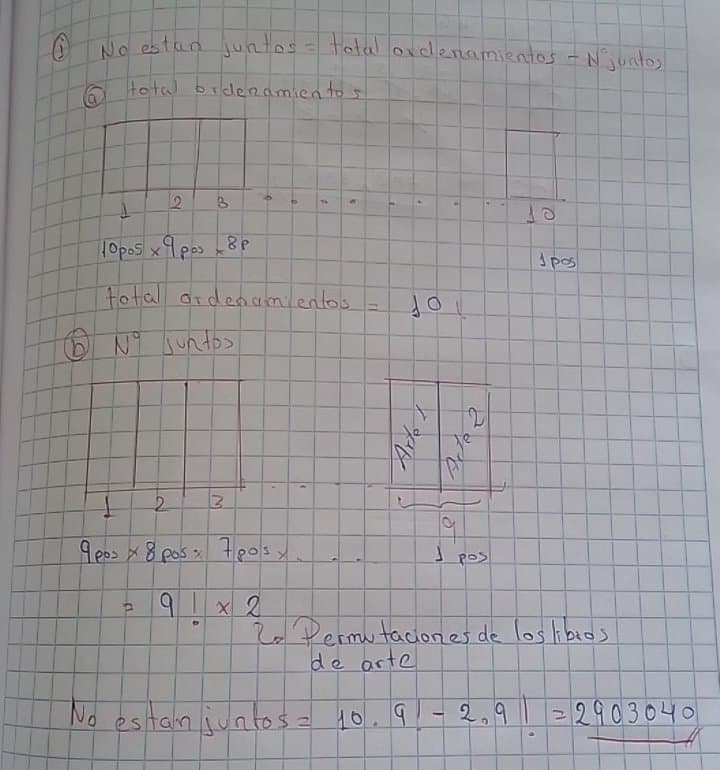 ① No estan juntos = total ordenamientos - N° juntos
ⓐ total ordenamientos
1 2 3 . . . . . . . 10
10pos x 9pos x 8p 1pos
total ordenamientos = 10!
ⓑ N° juntos
Arte 1 Arte 2
1 2 3 . . . . 9
9pos x 8pos x 7pos x . . . . 1 pos
= 9! x 2
Permutaciones de los libros
de arte
No estan juntos = 10.9! - 2.9! = 2903040